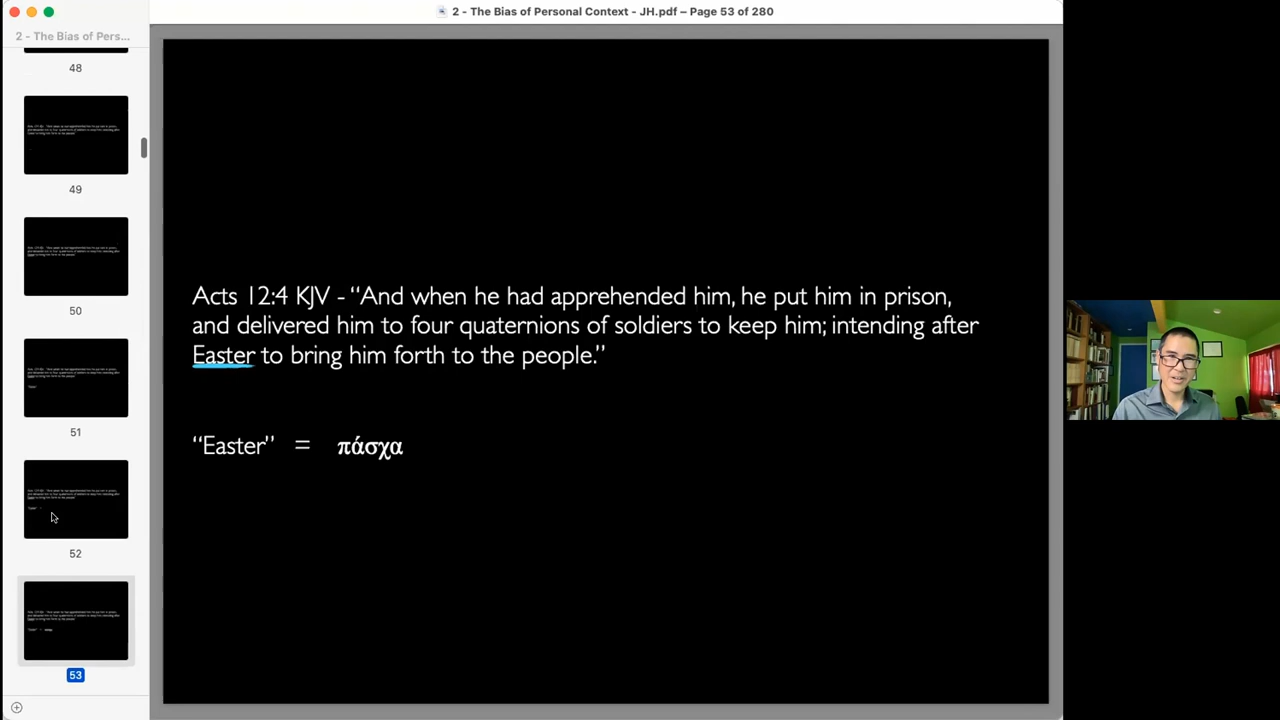 2 - The Bias of Personal Context - JH.pdf – Page 53 of 280
2 - The Bias of Pers...
48
49
50
51
52
53
Acts 12:4 KJV - “And when he had apprehended him, he put him in prison,
and delivered him to four quaternions of soldiers to keep him; intending after
Easter to bring him forth to the people.”
“Easter” = πάσχα